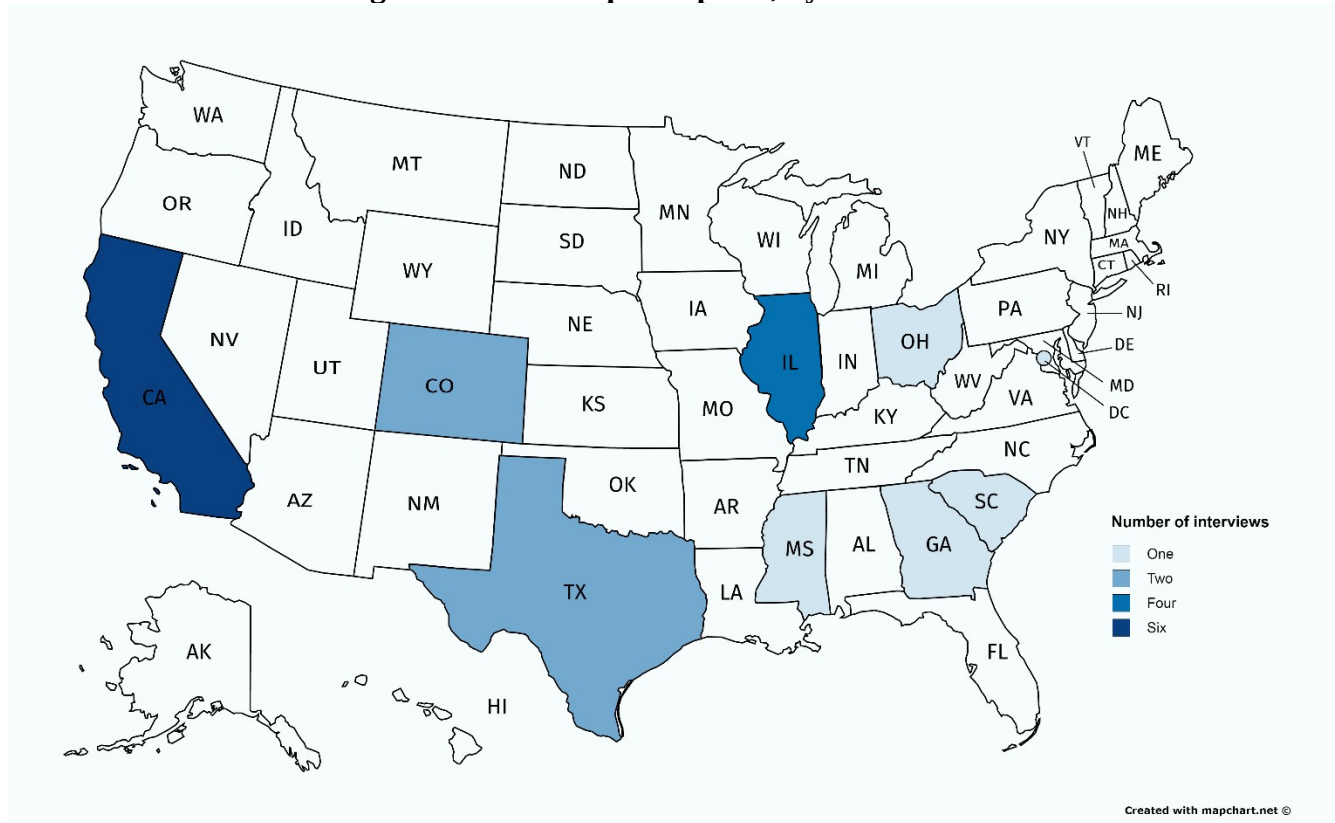 WA
MT
ND
MN
OR
ID
SD
WI
MI
WY
NY
VT
ME
NH
MA
CT
RI
IA
NE
PA
NJ
NV
UT
CO
IL
IN
OH
DE
MD
DC
WV
VA
KS
MO
KY
CA
NC
TN
AZ
NM
OK
AR
SC
MS
AL
GA
TX
LA
FL
AK
HI
Number of interviews
One
Two
Four
Six
Created with mapchart.net ©